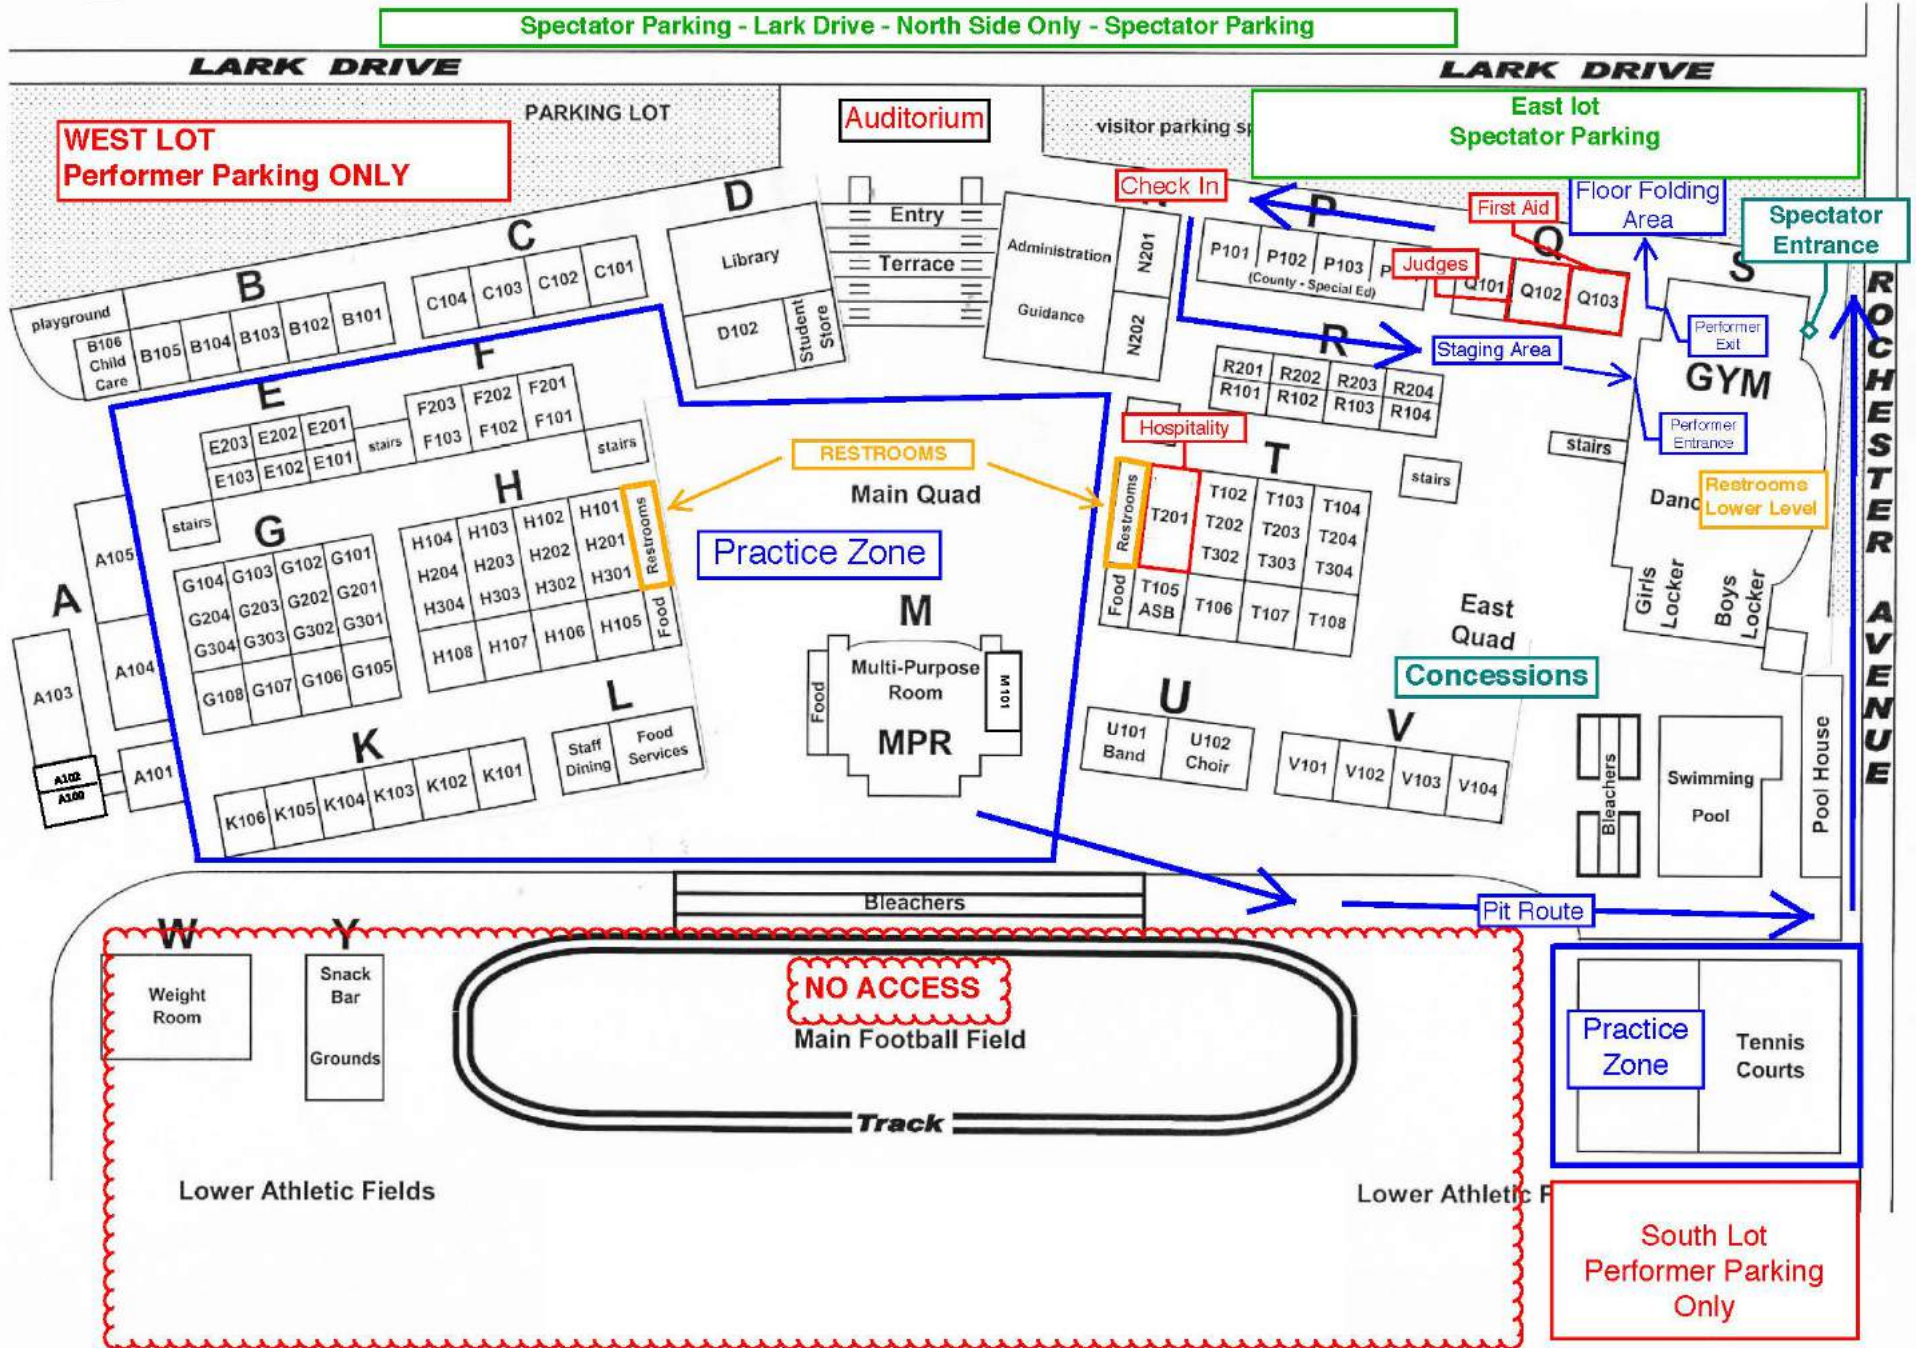 Spectator Parking - Lark Drive - North Side Only - Spectator Parking
LARK DRIVE
LARK DRIVE
PARKING LOT
WEST LOT
Performer Parking ONLY
Auditorium
visitor parking
East lot
Spectator Parking
Check In
First Aid
Floor Folding
Area
Spectator
Entrance
ROCHESTER AVENUE
playground
B
B106
Child
Care
B105
B104
B103
B102
B101
C
C104
C103
C102
C101
D
Library
D102
Student
Store
Entry
Terrace
Administration
Guidance
N201
N202
P
P101
P102
P103
(County - Special Ed)
Judges
Q
Q101
Q102
Q103
S
Performer
Exit
GYM
Performer
Entrance
Staging Area
R
R201
R202
R203
R204
R101
R102
R103
R104
E
E203
E202
E201
E103
E102
E101
stairs
F
F203
F202
F201
F103
F102
F101
stairs
stairs
RESTROOMS
Main Quad
Practice Zone
Hospitality
Restrooms
Food
T
T201
T102
T103
T104
T202
T203
T204
T302
T303
T304
T105
ASB
T106
T107
T108
stairs
stairs
Restrooms
Lower Level
Girls
Locker
Boys
Locker
A
A105
A104
A103
A102
A100
A101
G
G104
G103
G102
G101
G204
G203
G202
G201
G304
G303
G302
G301
G108
G107
G106
G105
H
H104
H103
H102
H101
H204
H203
H202
H201
H304
H303
H302
H301
H108
H107
H106
H105
Restrooms
Food
M
Multi-Purpose
Room
MPR
Food
M101
East
Quad
Concessions
K
K106
K105
K104
K103
K102
K101
L
Staff
Dining
Food
Services
U
U101
Band
U102
Choir
V
V101
V102
V103
V104
Bleachers
Swimming
Pool
Pool House
Bleachers
Pit Route
W
Weight
Room
Y
Snack
Bar
Grounds
NO ACCESS
Main Football Field
Track
Practice
Zone
Tennis
Courts
Lower Athletic Fields
Lower Athletic
South Lot
Performer Parking
Only